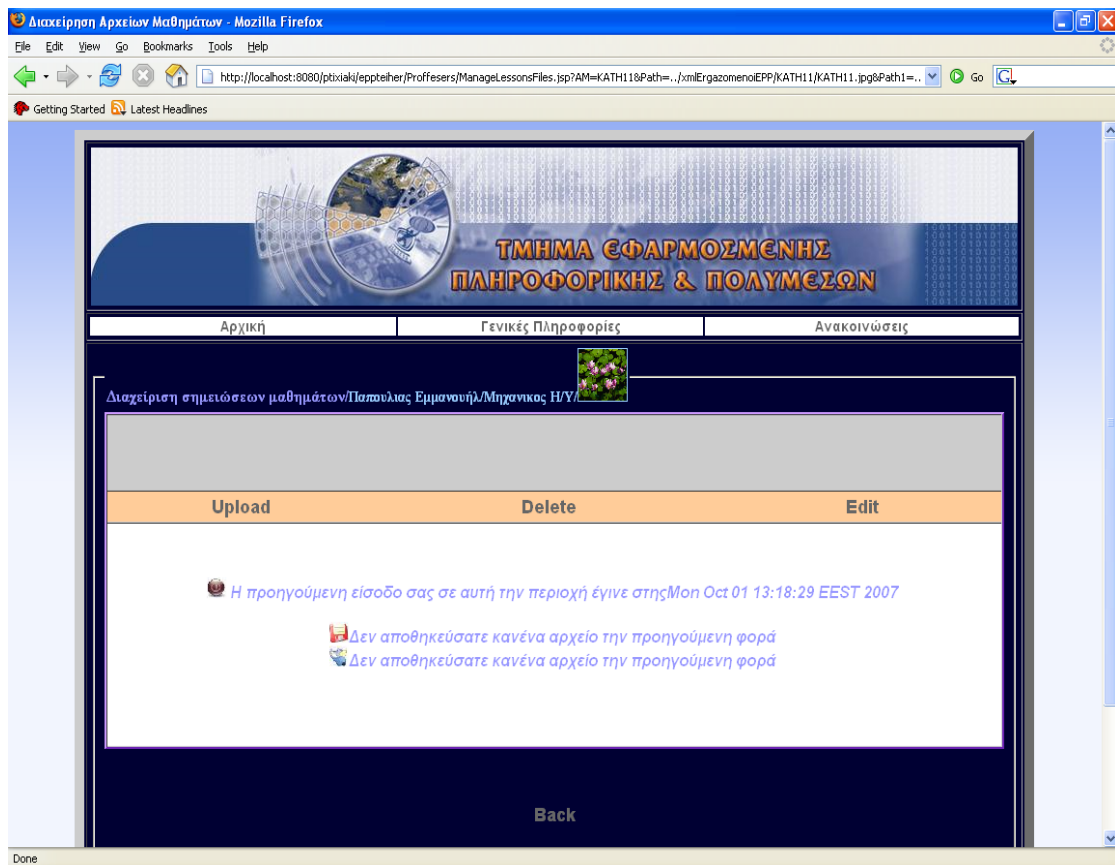 Διαχείρηση Αρχείων Μαθημάτων - Mozilla Firefox
File Edit View Go Bookmarks Tools Help
http://localhost:8080/ptixiaki/eppteiher/Proffesers/ManageLessonsFiles.jsp?AM=KATH11&Path=../xmlErgazomenoiEPP/KATH11/KATH11.jpg&Path1=.. Go G
Getting Started Latest Headlines
ΤΜΗΜΑ ΕΦΑΡΜΟΣΜΕΝΗΣ
ΠΛΗΡΟΦΟΡΙΚΗΣ & ΠΟΛΥΜΕΣΩΝ
Αρχική Γενικές Πληροφορίες Ανακοινώσεις
Διαχείριση σημειώσεων μαθημάτων/Παπουλιας Εμμανουήλ/Μηχανικος Η/Υ/
Upload Delete Edit
Η προηγούμενη είσοδο σας σε αυτή την περιοχή έγινε στηςMon Oct 01 13:18:29 EEST 2007
Δεν αποθηκεύσατε κανένα αρχείο την προηγούμενη φορά
Δεν αποθηκεύσατε κανένα αρχείο την προηγούμενη φορά
Back
Done